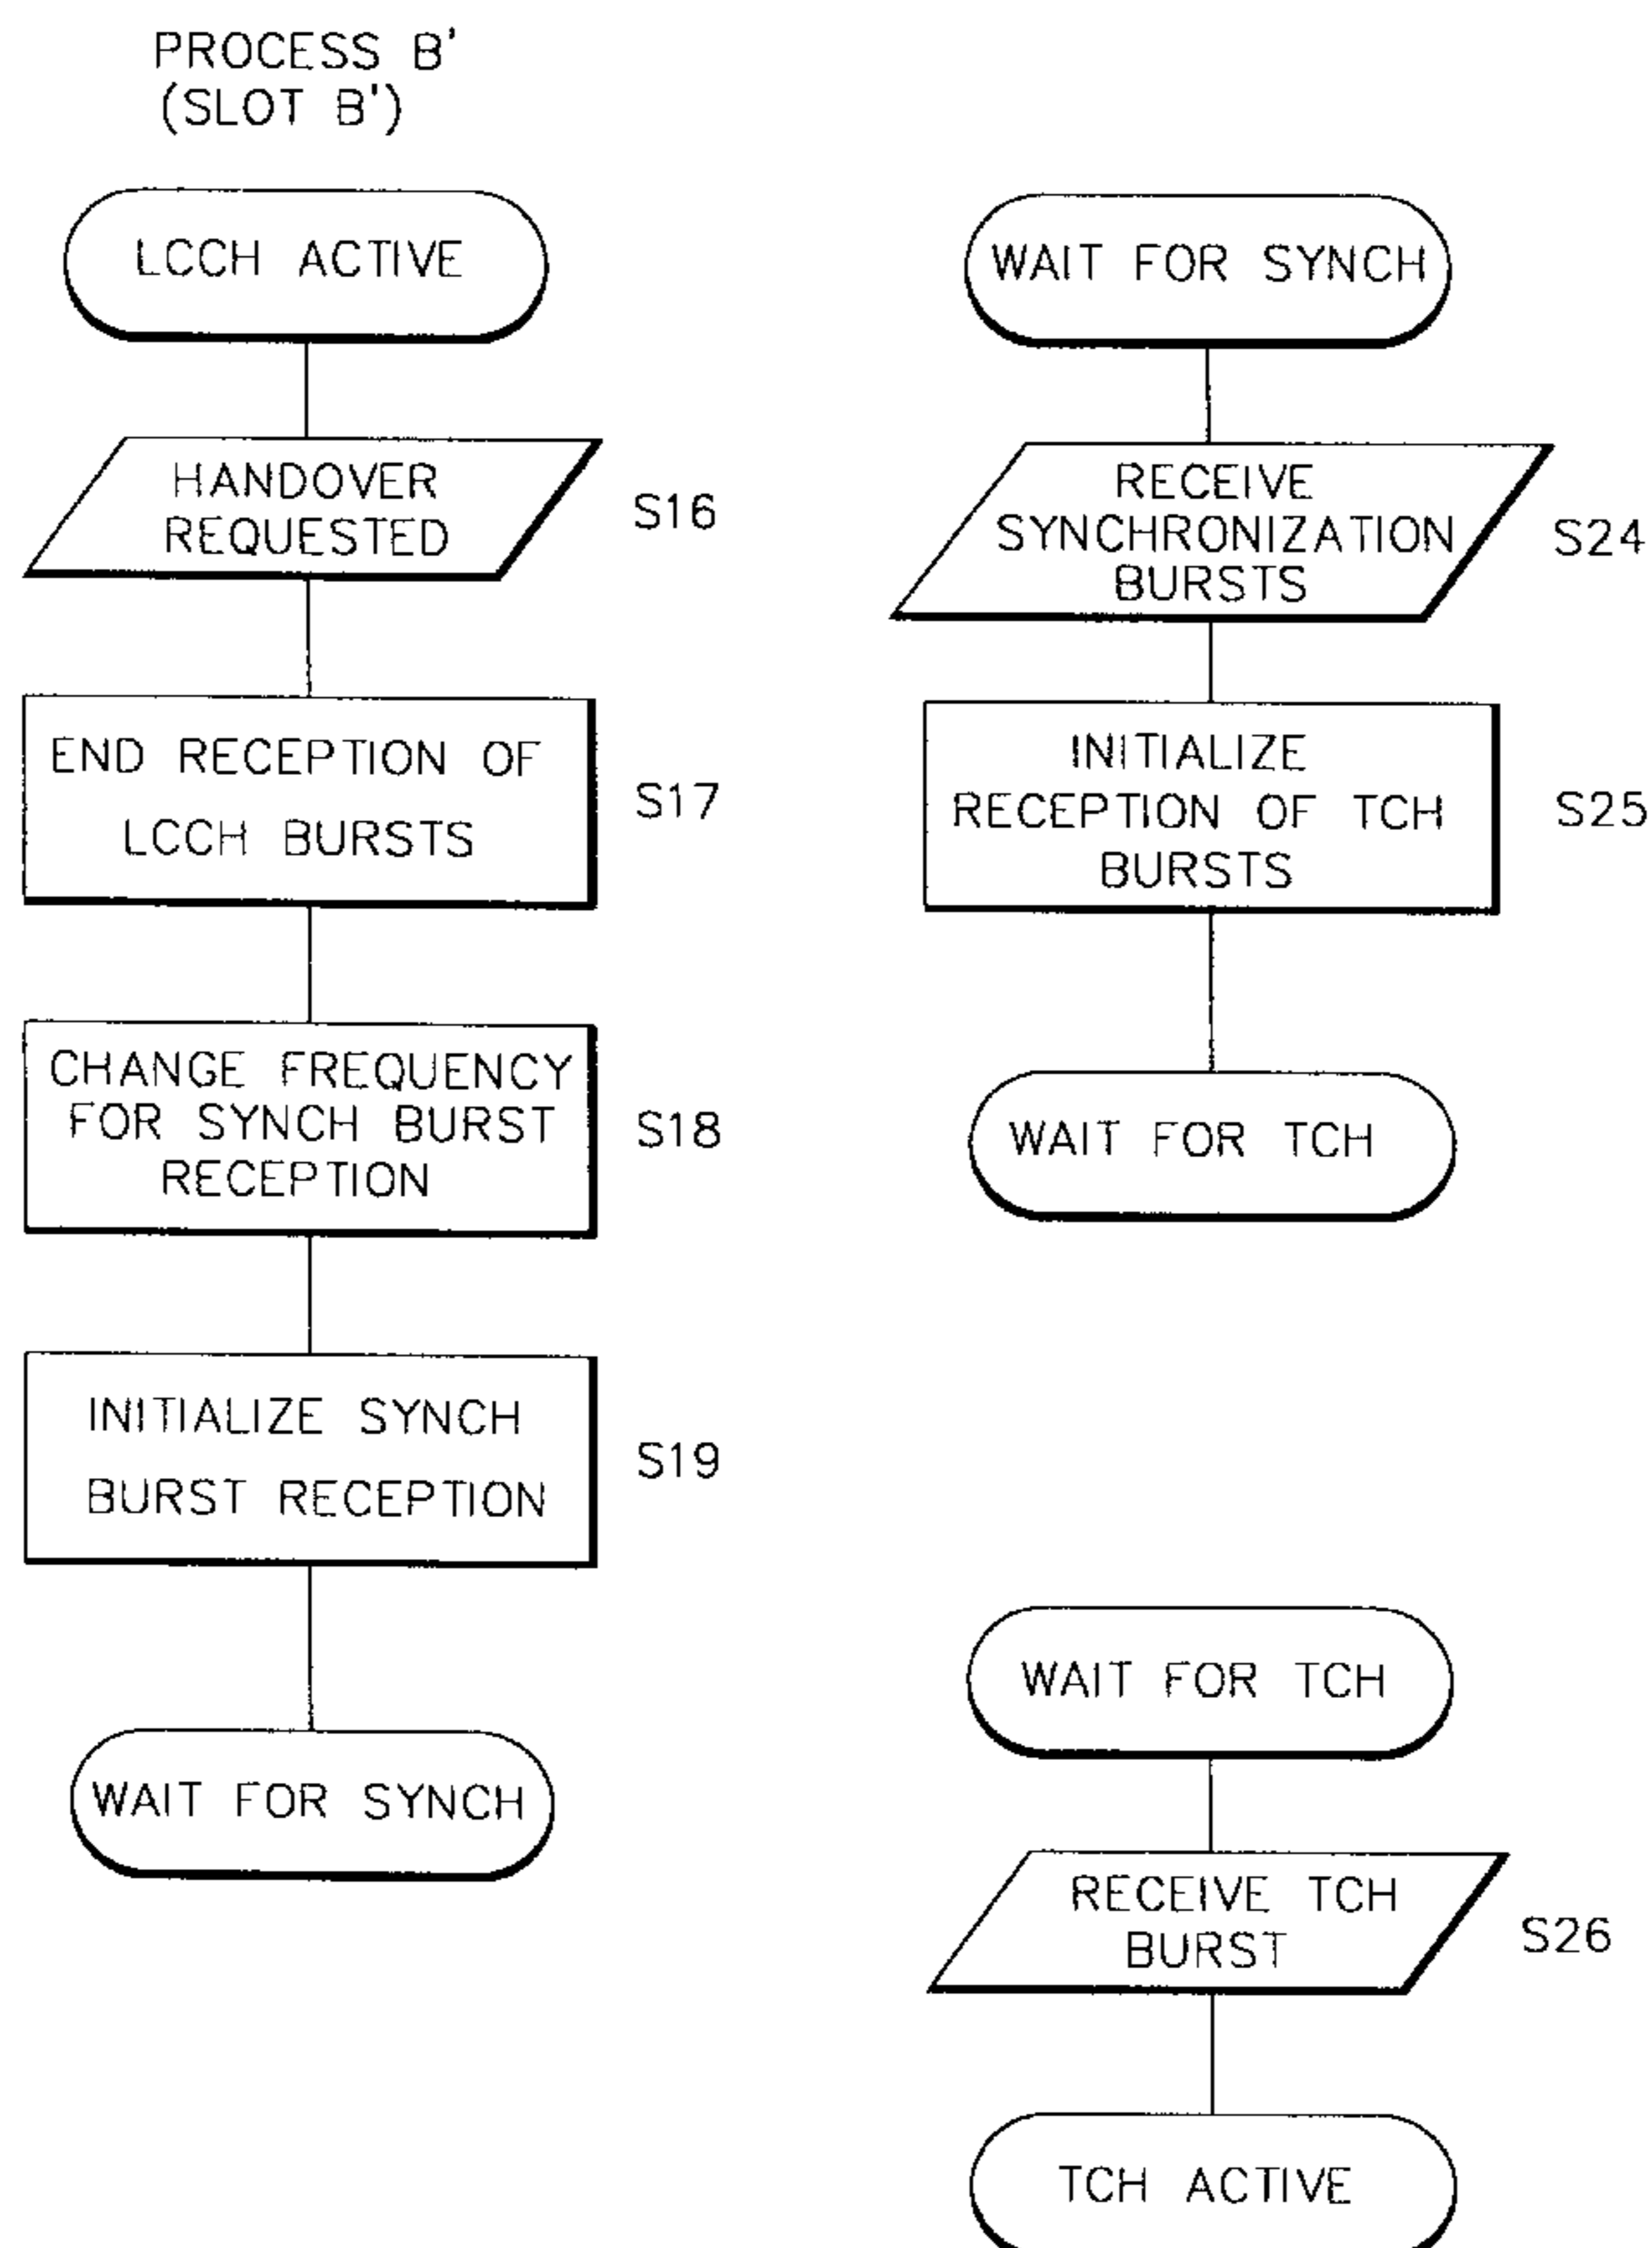 PROCESS B'
(SLOT B')
LCCH ACTIVE
HANDOVER
REQUESTED
S16
END RECEPTION OF
LCCH BURSTS
S17
CHANGE FREQUENCY
FOR SYNCH BURST
RECEPTION
S18
INITIALIZE SYNCH
BURST RECEPTION
S19
WAIT FOR SYNCH
WAIT FOR SYNCH
RECEIVE
SYNCHRONIZATION
BURSTS
S24
INITIALIZE
RECEPTION OF TCH
BURSTS
S25
WAIT FOR TCH
WAIT FOR TCH
RECEIVE TCH
BURST
S26
TCH ACTIVE